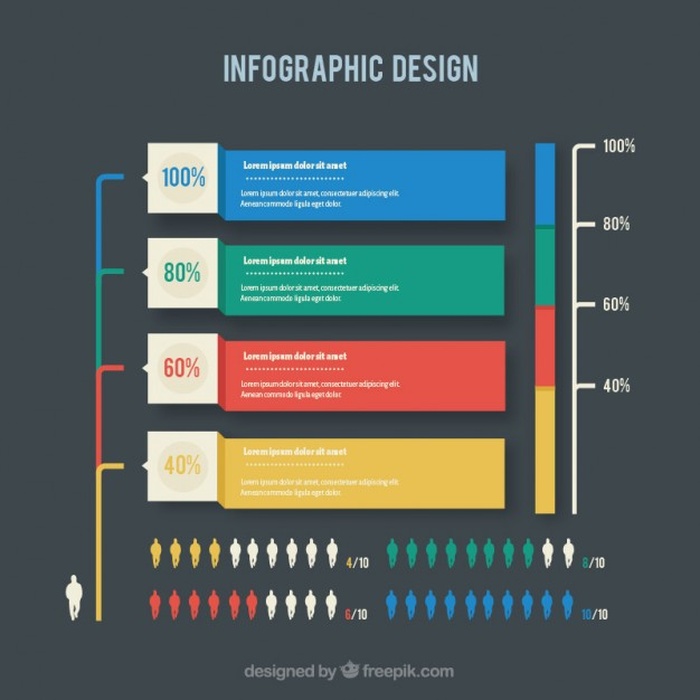 INFOGRAPHIC DESIGN
100%
Lorem ipsum dolor sit amet
Lorem ipsum dolor sit amet, consectetuer adipiscing elit.
Aenean commodo ligula eget dolor.
80%
Lorem ipsum dolor sit amet
Lorem ipsum dolor sit amet, consectetuer adipiscing elit.
Aenean commodo ligula eget dolor.
60%
Lorem ipsum dolor sit amet
Lorem ipsum dolor sit amet, consectetuer adipiscing elit.
Aenean commodo ligula eget dolor.
40%
Lorem ipsum dolor sit amet
Lorem ipsum dolor sit amet, consectetuer adipiscing elit.
Aenean commodo ligula eget dolor.
100%
80%
60%
40%
4/10
8/10
6/10
10/10
designed by freepik.com